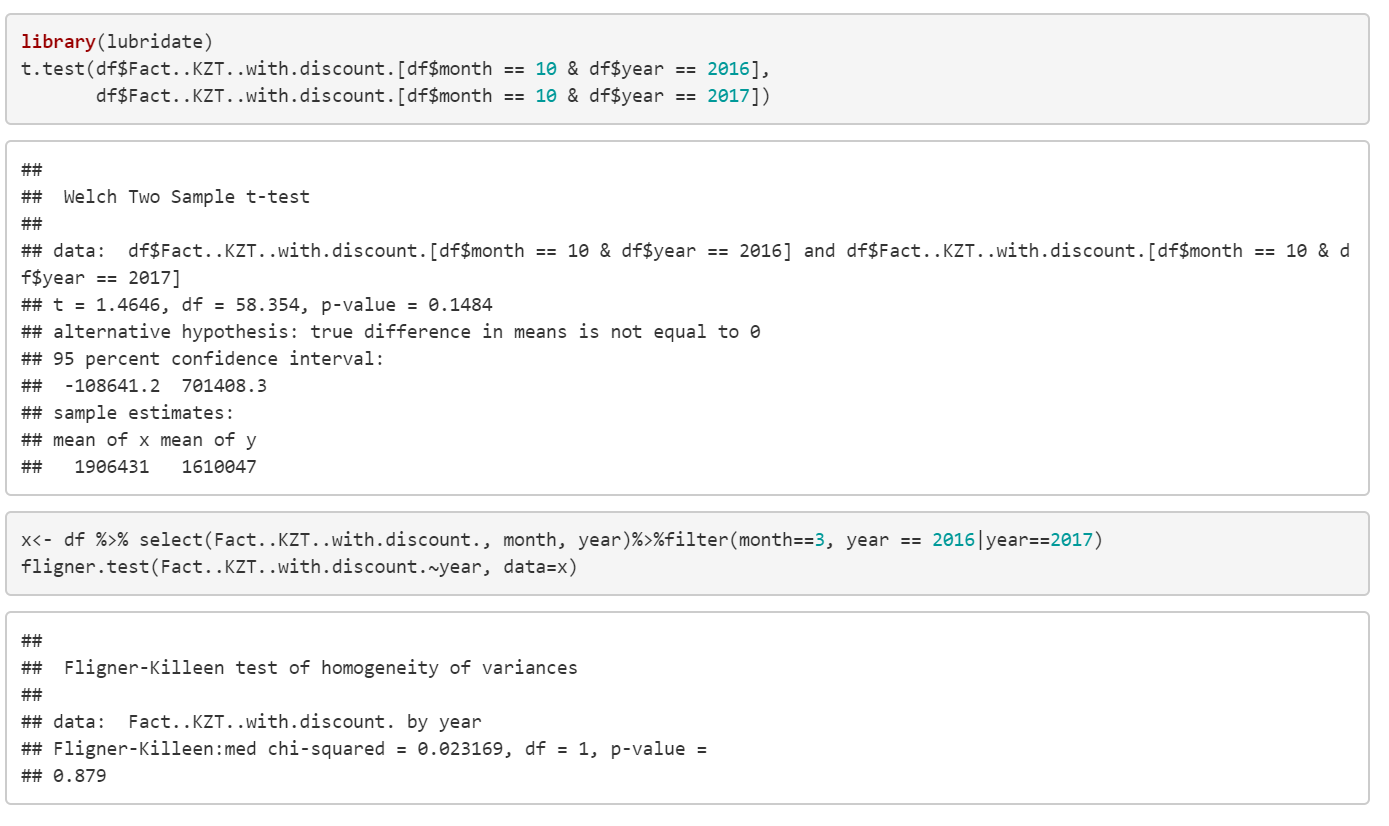 library(lubridate)
t.test(df$Fact..KZT..with.discount.[df$month == 10 & df$year == 2016],
       df$Fact..KZT..with.discount.[df$month == 10 & df$year == 2017])
##
##  Welch Two Sample t-test
##
## data:  df$Fact..KZT..with.discount.[df$month == 10 & df$year == 2016] and df$Fact..KZT..with.discount.[df$month == 10 & d
f$year == 2017]
## t = 1.4646, df = 58.354, p-value = 0.1484
## alternative hypothesis: true difference in means is not equal to 0
## 95 percent confidence interval:
##  -108641.2  701408.3
## sample estimates:
## mean of x mean of y
##   1906431   1610047
x<- df %>% select(Fact..KZT..with.discount., month, year)%>%filter(month==3, year == 2016|year==2017)
fligner.test(Fact..KZT..with.discount.~year, data=x)
##
##  Fligner-Killeen test of homogeneity of variances
##
## data:  Fact..KZT..with.discount. by year
## Fligner-Killeen:med chi-squared = 0.023169, df = 1, p-value =
## 0.879